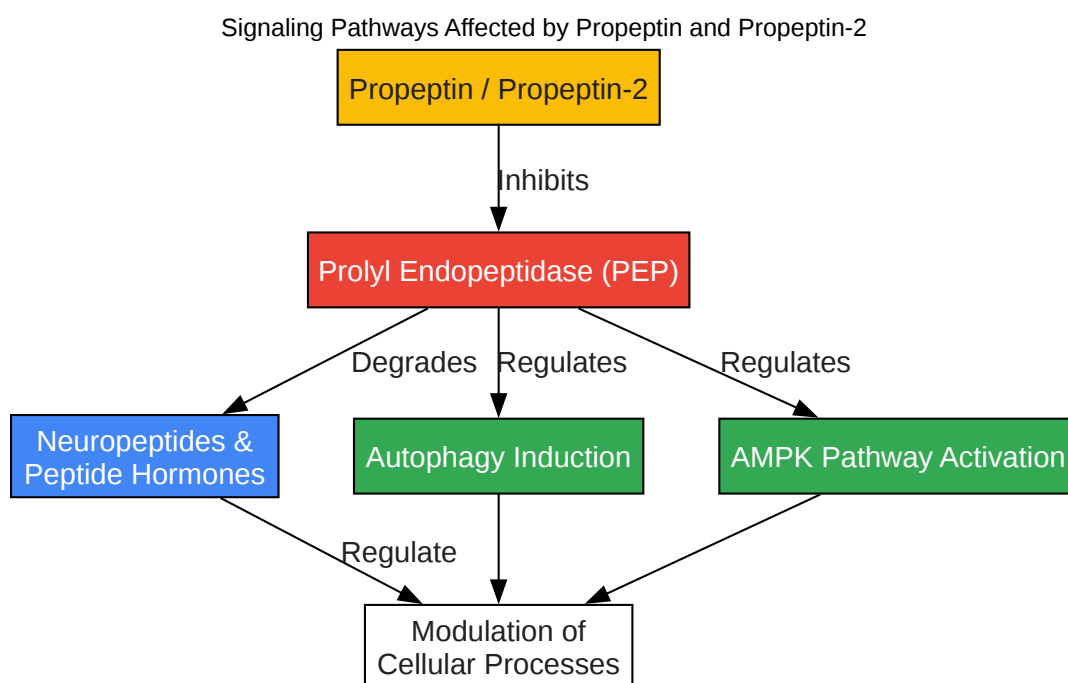 Signaling Pathways Affected by Propeptin and Propeptin-2
Propeptin / Propeptin-2
Inhibits
Prolyl Endopeptidase (PEP)
Degrades
Regulates
Regulates
Neuropeptides &
Peptide Hormones
Autophagy Induction
AMPK Pathway Activation
Regulate
Modulation of
Cellular Processes